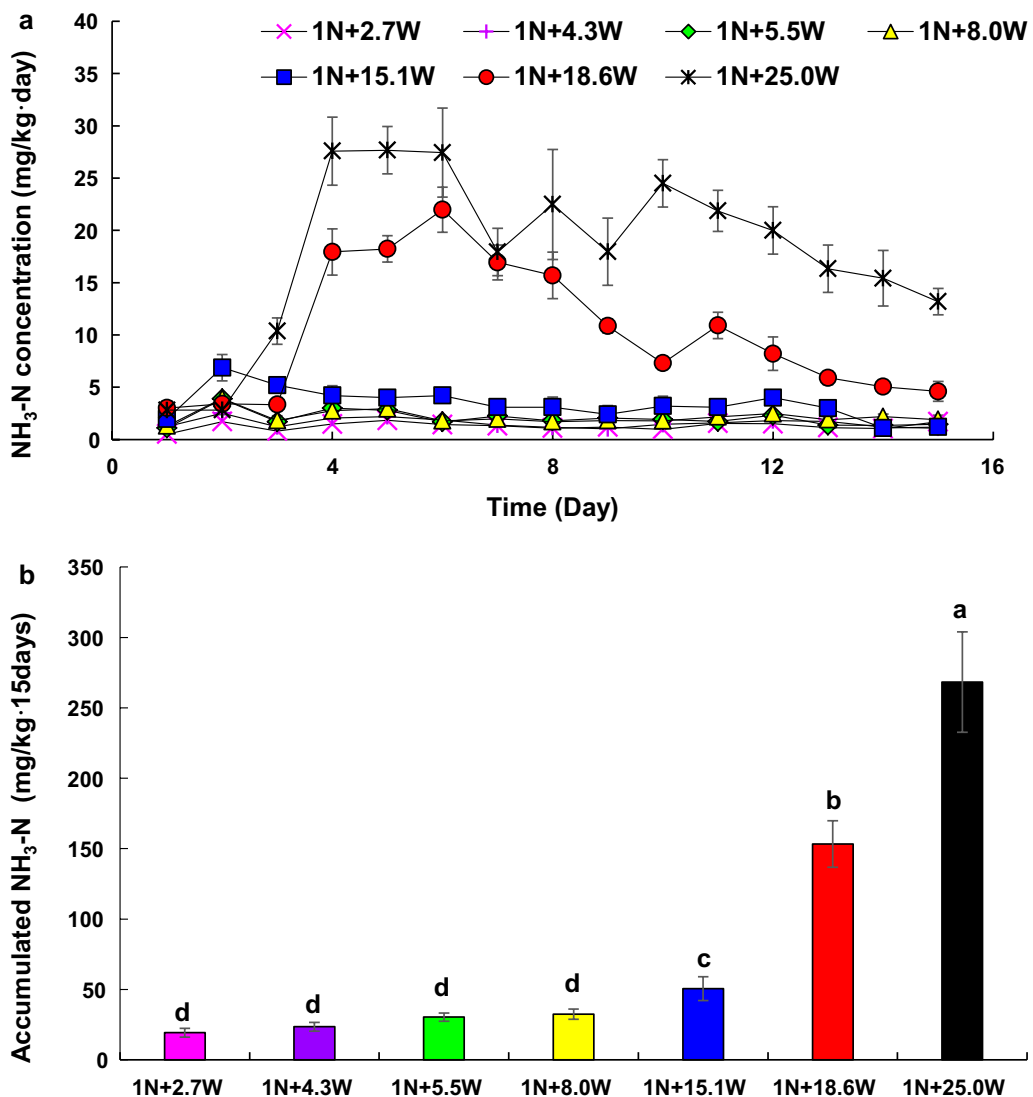 a
1N+2.7W 1N+4.3W 1N+5.5W 1N+8.0W
1N+15.1W 1N+18.6W 1N+25.0W
NH₃-N concentration (mg/kg·day)
40
35
30
25
20
15
10
5
0
0 4 8 12 16
Time (Day)
b
Accumulated NH₃-N (mg/kg·15days)
350
300
250
200
150
100
50
0
d d d d c b a
1N+2.7W 1N+4.3W 1N+5.5W 1N+8.0W 1N+15.1W 1N+18.6W 1N+25.0W